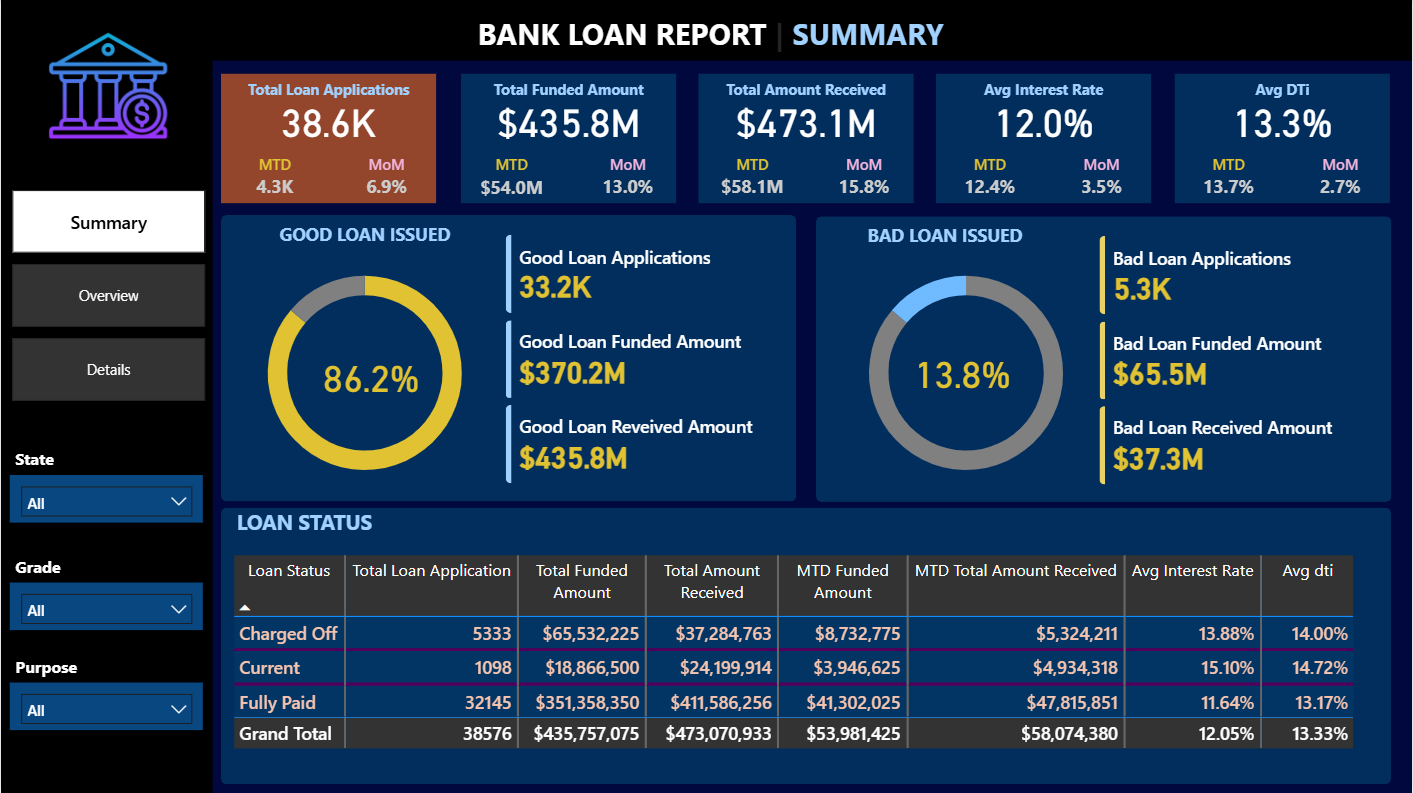 BANK LOAN REPORT | SUMMARY
Total Loan Applications
38.6K
MTD MoM
4.3K 6.9%
Total Funded Amount
$435.8M
MTD MoM
$54.0M 13.0%
Total Amount Received
$473.1M
MTD MoM
$58.1M 15.8%
Avg Interest Rate
12.0%
MTD MoM
12.4% 3.5%
Avg DTi
13.3%
MTD MoM
13.7% 2.7%
Summary
Overview
Details
State
All
Grade
All
Purpose
All
GOOD LOAN ISSUED
86.2%
Good Loan Applications
33.2K
Good Loan Funded Amount
$370.2M
Good Loan Reveived Amount
$435.8M
BAD LOAN ISSUED
13.8%
Bad Loan Applications
5.3K
Bad Loan Funded Amount
$65.5M
Bad Loan Received Amount
$37.3M
LOAN STATUS
Loan Status Total Loan Application Total Funded Amount Total Amount Received MTD Funded Amount MTD Total Amount Received Avg Interest Rate Avg dti
Charged Off 5333 $65,532,225 $37,284,763 $8,732,775 $5,324,211 13.88% 14.00%
Current 1098 $18,866,500 $24,199,914 $3,946,625 $4,934,318 15.10% 14.72%
Fully Paid 32145 $351,358,350 $411,586,256 $41,302,025 $47,815,851 11.64% 13.17%
Grand Total 38576 $435,757,075 $473,070,933 $53,981,425 $58,074,380 12.05% 13.33%